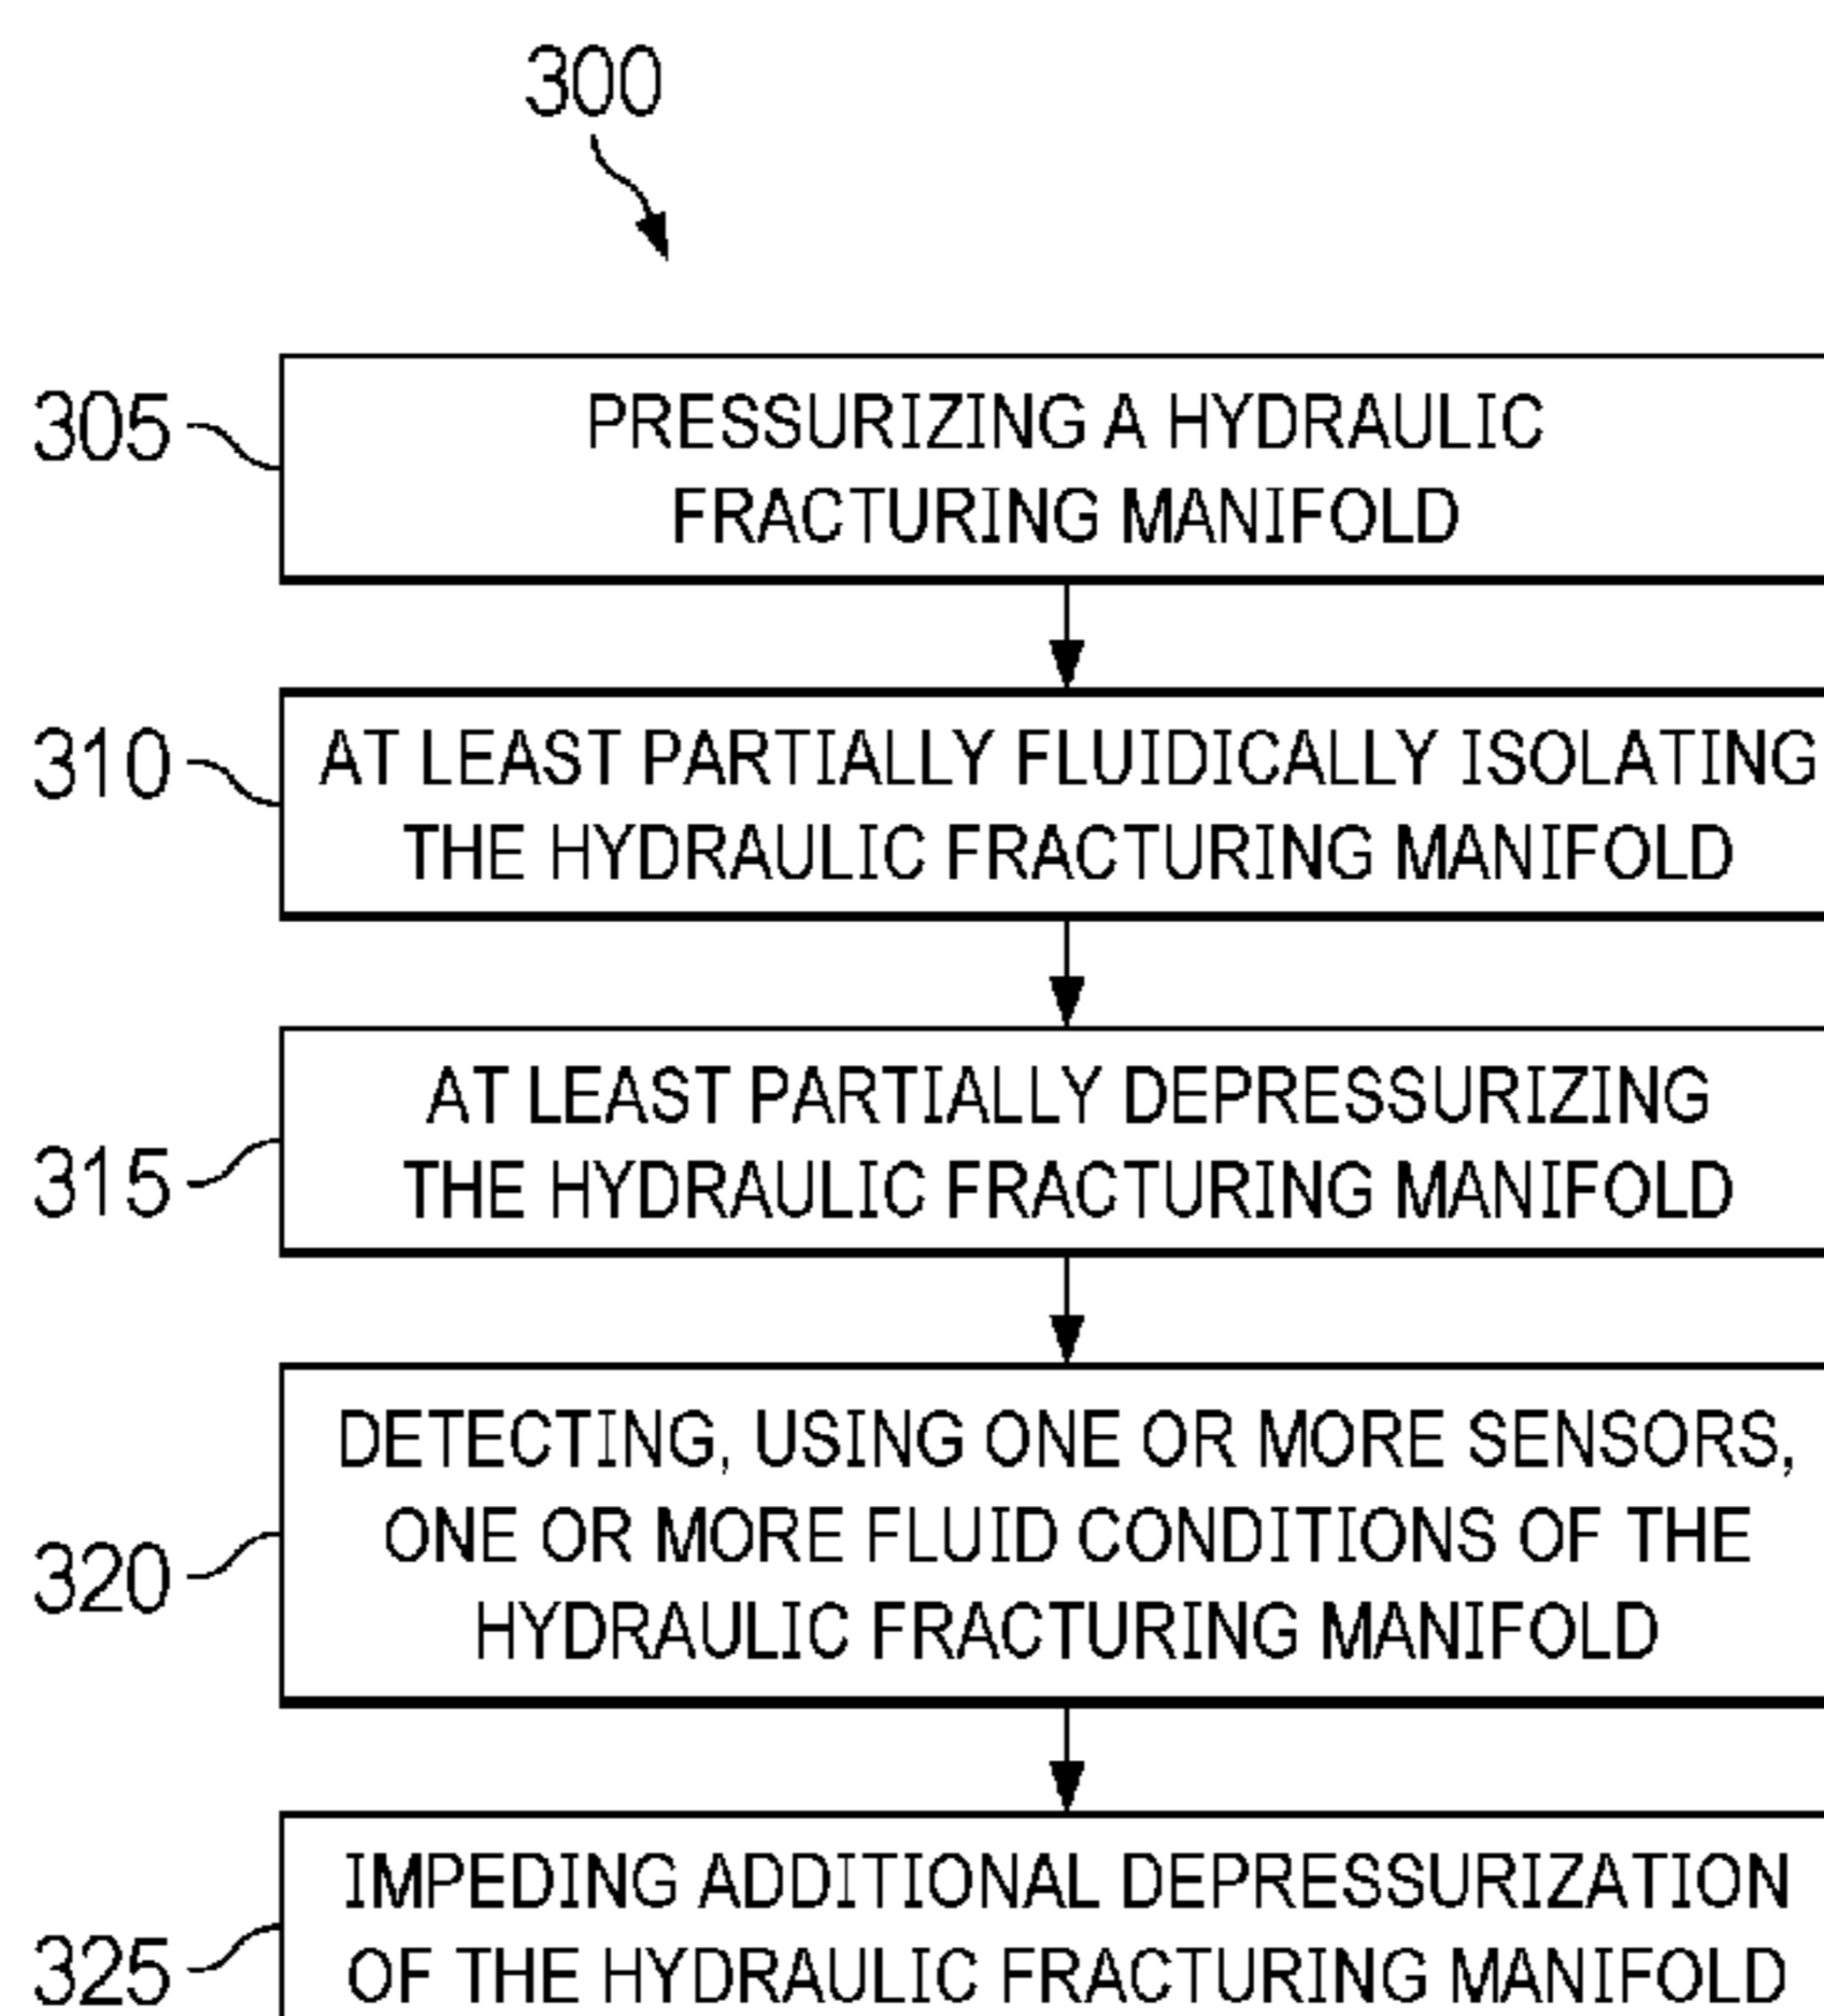 300
305
PRESSURIZING A HYDRAULIC
FRACTURING MANIFOLD
310
AT LEAST PARTIALLY FLUIDICALLY ISOLATING
THE HYDRAULIC FRACTURING MANIFOLD
315
AT LEAST PARTIALLY DEPRESSURIZING
THE HYDRAULIC FRACTURING MANIFOLD
320
DETECTING, USING ONE OR MORE SENSORS,
ONE OR MORE FLUID CONDITIONS OF THE
HYDRAULIC FRACTURING MANIFOLD
325
IMPEDING ADDITIONAL DEPRESSURIZATION
OF THE HYDRAULIC FRACTURING MANIFOLD